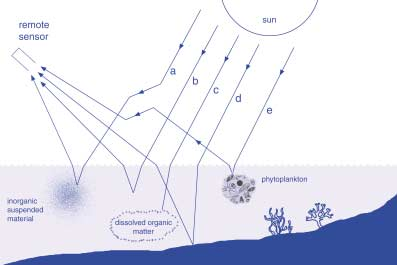 remote
sensor
sun
a
b
c
d
e
phytoplankton
inorganic
suspended
material
dissolved organic
matter